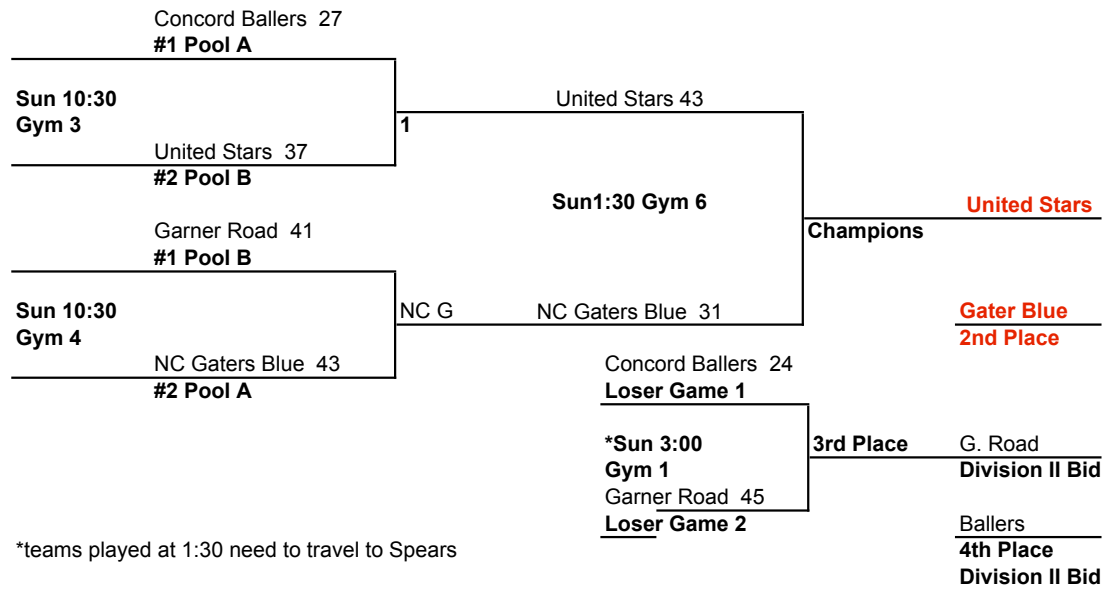 Concord Ballers 27
#1 Pool A
Sun 10:30
Gym 3
United Stars 43
1
United Stars 37
#2 Pool B
Sun1:30 Gym 6
United Stars
Champions
Garner Road 41
#1 Pool B
Sun 10:30
Gym 4
NC G
NC Gaters Blue 31
Gater Blue
2nd Place
NC Gaters Blue 43
#2 Pool A
Concord Ballers 24
Loser Game 1
*Sun 3:00
Gym 1
3rd Place
G. Road
Division II Bid
Garner Road 45
Loser Game 2
Ballers
4th Place
Division II Bid
*teams played at 1:30 need to travel to Spears